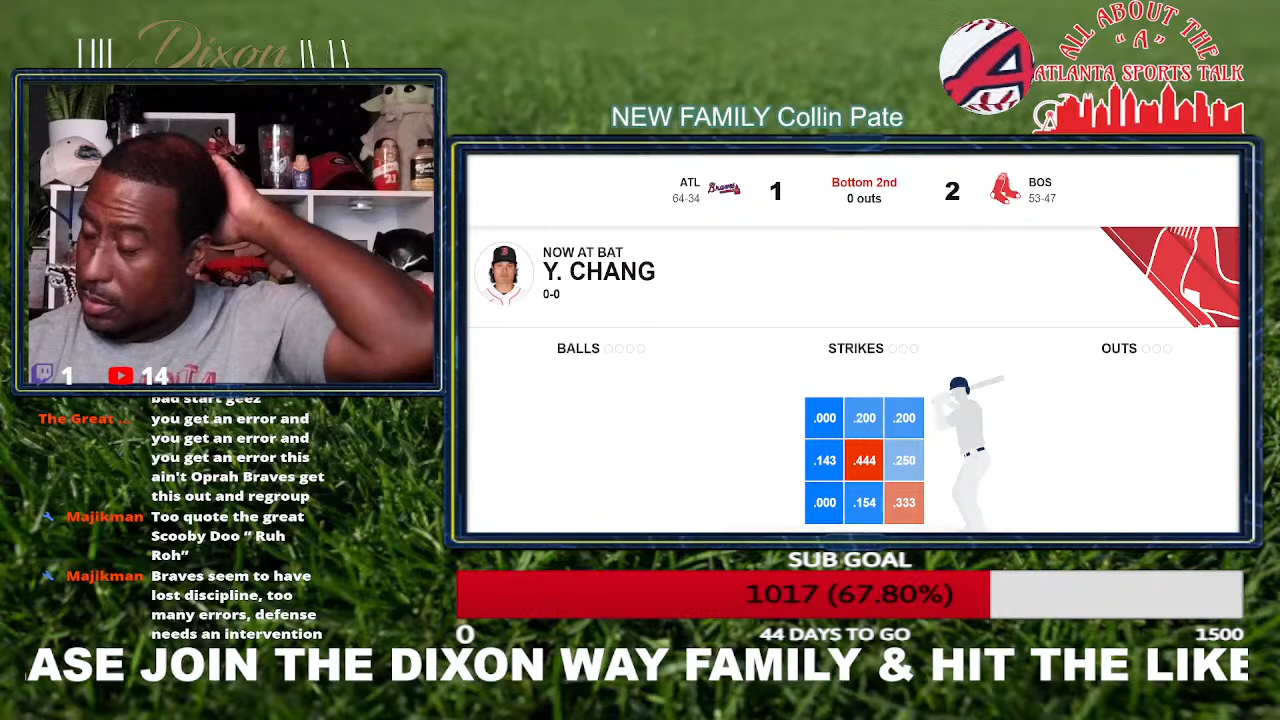 Dixon
ALL ABOUT THE
"A"
ATLANTA SPORTS TALK
NEW FAMILY Collin Pate
ATL
64-34
Braves
1
Bottom 2nd
0 outs
2
BOS
53-47
NOW AT BAT
Y. CHANG
0-0
BALLS
STRIKES
OUTS
.000 .200 .200
.143 .444 .250
.000 .154 .333
1
14
bad start geez
The Great ... you get an error and
you get an error and
you get an error this
ain't Oprah Braves get
this out and regroup
Majikman Too quote the great
Scooby Doo “ Ruh
Roh”
Majikman Braves seem to have
lost discipline, too
many errors, defense
needs an intervention
SUB GOAL
1017 (67.80%)
0
44 DAYS TO GO
1500
ASE JOIN THE DIXON WAY FAMILY & HIT THE LIKE